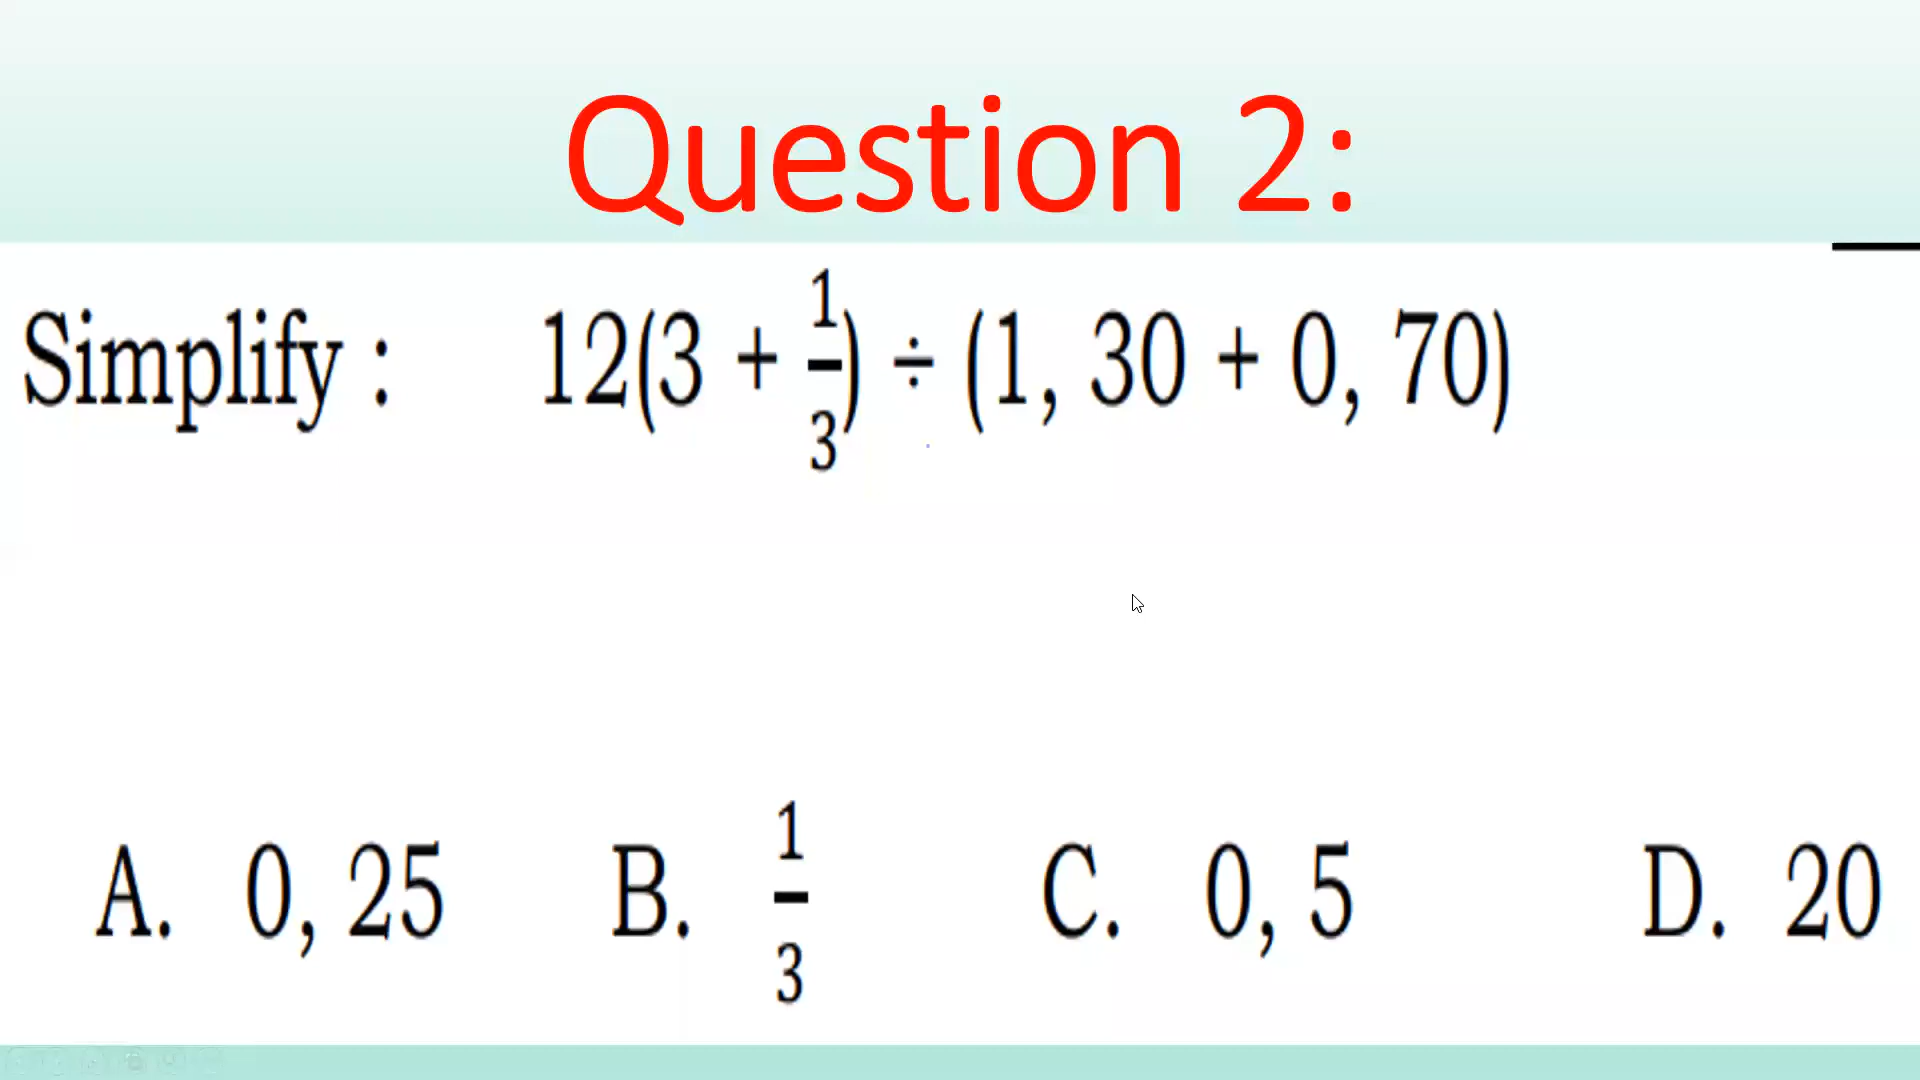 Question 2:
Simplify : 12(3 + 1/3) ÷ (1, 30 + 0, 70)
A. 0, 25 B. 1/3 C. 0, 5 D. 20